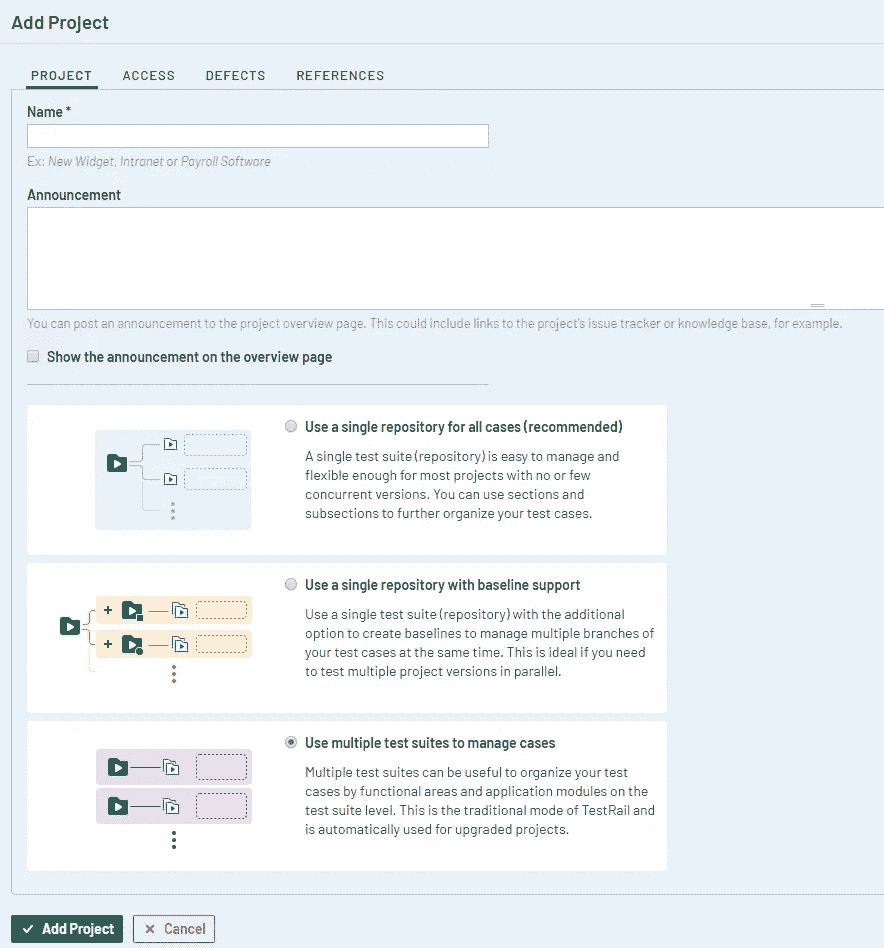 Add Project
PROJECT ACCESS DEFECTS REFERENCES
Name *
Ex: New Widget, Intranet or Payroll Software
Announcement
You can post an announcement to the project overview page. This could include links to the project's issue tracker or knowledge base, for example.
Show the announcement on the overview page
Use a single repository for all cases (recommended)
A single test suite (repository) is easy to manage and
flexible enough for most projects with no or few
concurrent versions. You can use sections and
subsections to further organize your test cases.
Use a single repository with baseline support
Use a single test suite (repository) with the additional
option to create baselines to manage multiple branches of
your test cases at the same time. This is ideal if you need
to test multiple project versions in parallel.
Use multiple test suites to manage cases
Multiple test suites can be useful to organize your test
cases by functional areas and application modules on the
test suite level. This is the traditional mode of TestRail and
is automatically used for upgraded projects.
Add Project Cancel